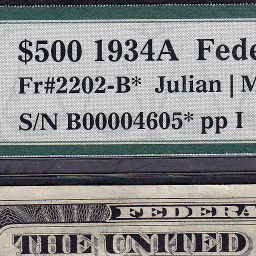 $500 1934A Fede
Fr#2202-B* Julian | M
S/N B00004605* pp I
FEDERA
THE UNITED